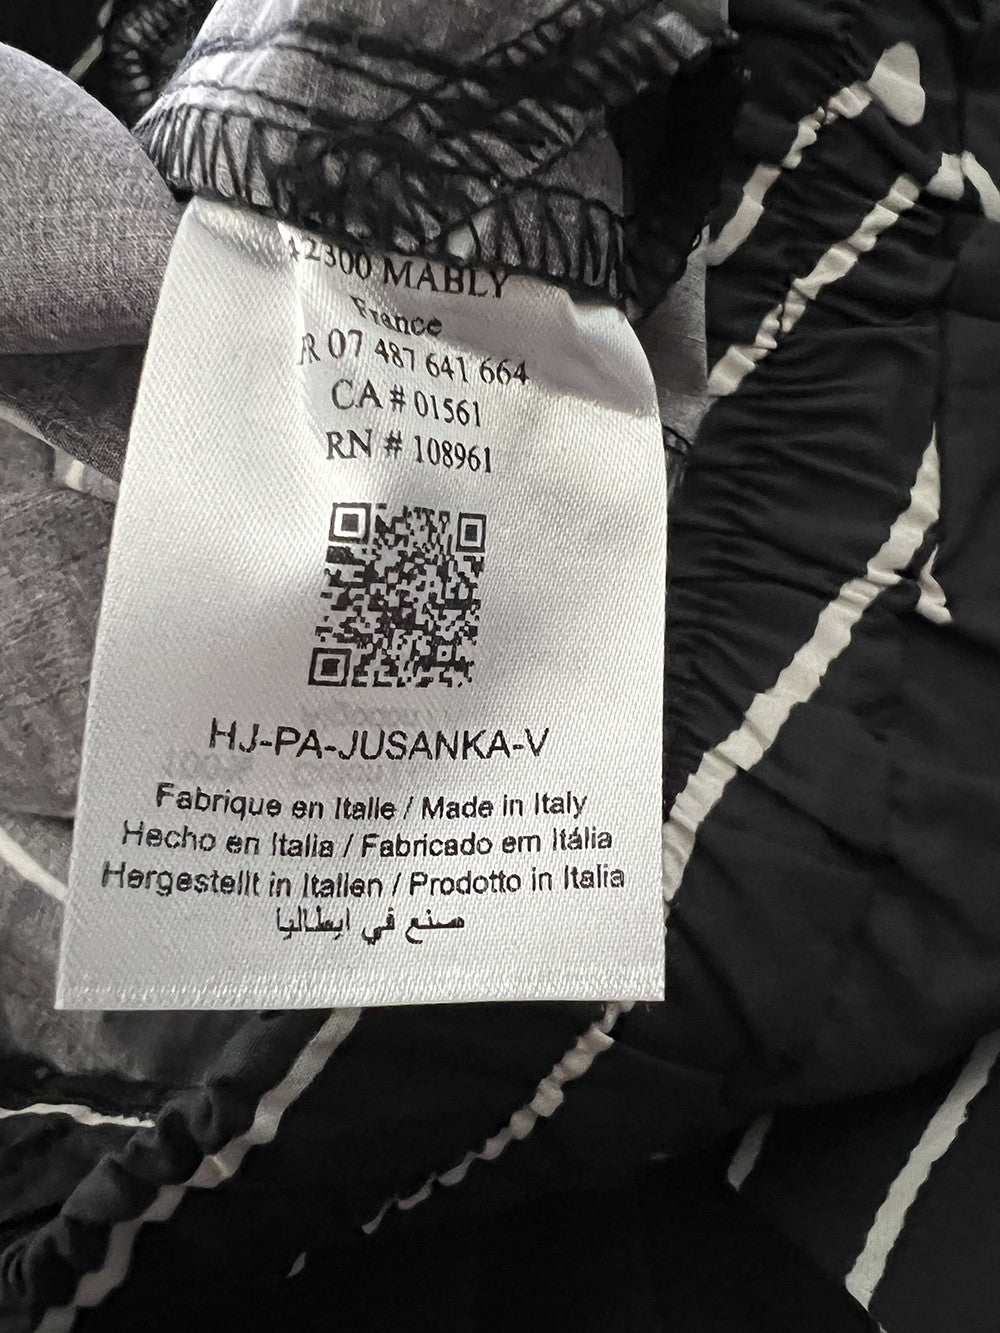 42300 MABLY
France
R 07 487 641 664
CA # 01561
RN # 108961
HJ-PA-JUSANKA-V
Fabrique en Italie / Made in Italy
Hecho en Italia / Fabricado em Itália
Hergestellt in Italien / Prodotto in Italia
صنع في ايطاليا